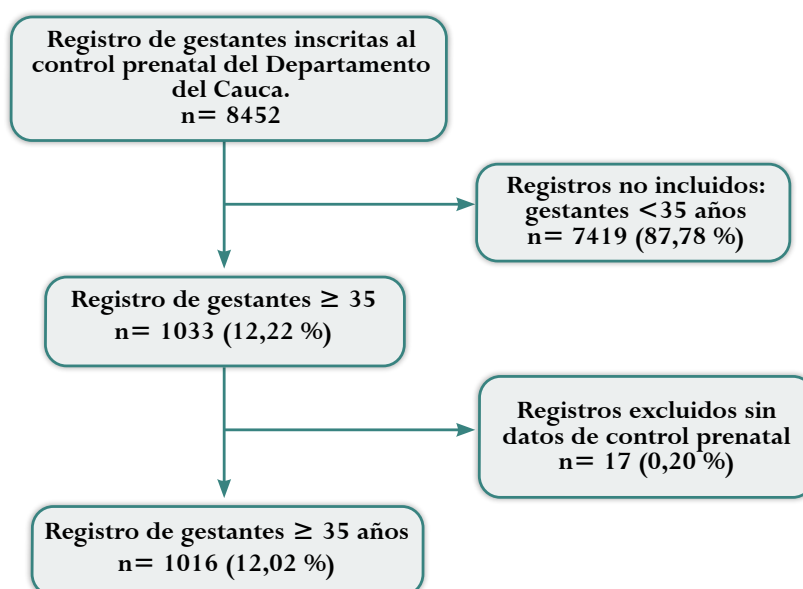 Registro de gestantes inscritas al
control prenatal del Departamento
del Cauca.
n= 8452
Registros no incluidos:
gestantes <35 años
n= 7419 (87,78 %)
Registro de gestantes ≥ 35
n= 1033 (12,22 %)
Registros excluidos sin
datos de control prenatal
n= 17 (0,20 %)
Registro de gestantes ≥ 35 años
n= 1016 (12,02 %)